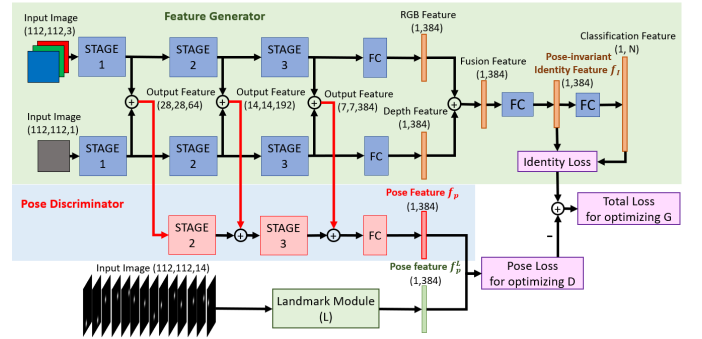 Feature Generator
Input Image
(112,112,3)
STAGE
1
STAGE
2
STAGE
3
FC
RGB Feature
(1,384)
Classification Feature
(1, N)
Pose-invariant
Identity Feature f_I
(1,384)
Fusion Feature
(1,384)
FC
FC
Output Feature
(28,28,64)
Output Feature
(14,14,192)
Output Feature
(7,7,384)
Depth Feature
(1,384)
Input Image
(112,112,1)
STAGE
1
STAGE
2
STAGE
3
FC
Identity Loss
Total Loss
for optimizing G
Pose Discriminator
STAGE
2
STAGE
3
FC
Pose Feature f_p
(1,384)
-
Pose Loss
for optimizing D
Input Image (112,112,14)
Landmark Module
(L)
Pose feature f_p^L
(1,384)